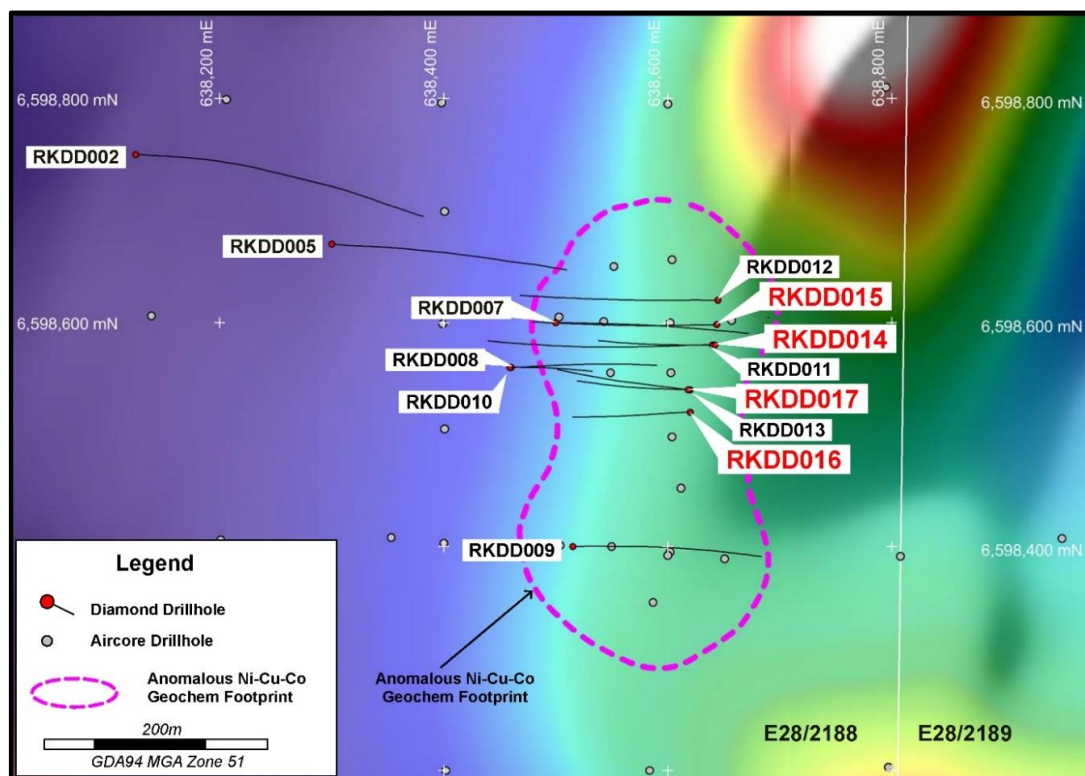 638,200 mE
638,400 mE
638,600 mE
638,800 mE
6,598,800 mN
6,598,800 mN
RKDD002
RKDD005
RKDD012
RKDD015
RKDD007
6,598,600 mN
6,598,600 mN
RKDD014
RKDD008
RKDD011
RKDD010
RKDD017
RKDD013
RKDD016
RKDD009
6,598,400 mN
Legend
Diamond Drillhole
Aircore Drillhole
Anomalous Ni-Cu-Co
Geochem Footprint
200m
GDA94 MGA Zone 51
Anomalous Ni-Cu-Co
Geochem Footprint
E28/2188
E28/2189